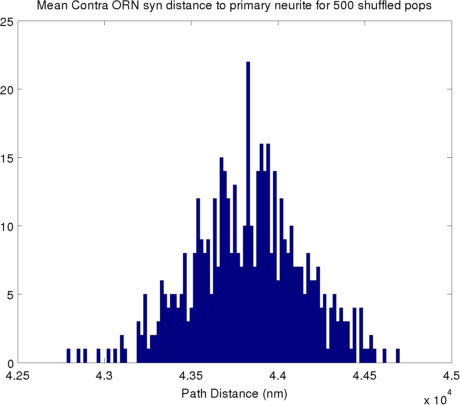 Mean Contra ORN syn distance to primary neurite for 500 shuffled pops
25
20
15
10
5
0
4.25 4.3 4.35 4.4 4.45 4.5
x 10^4
Path Distance (nm)